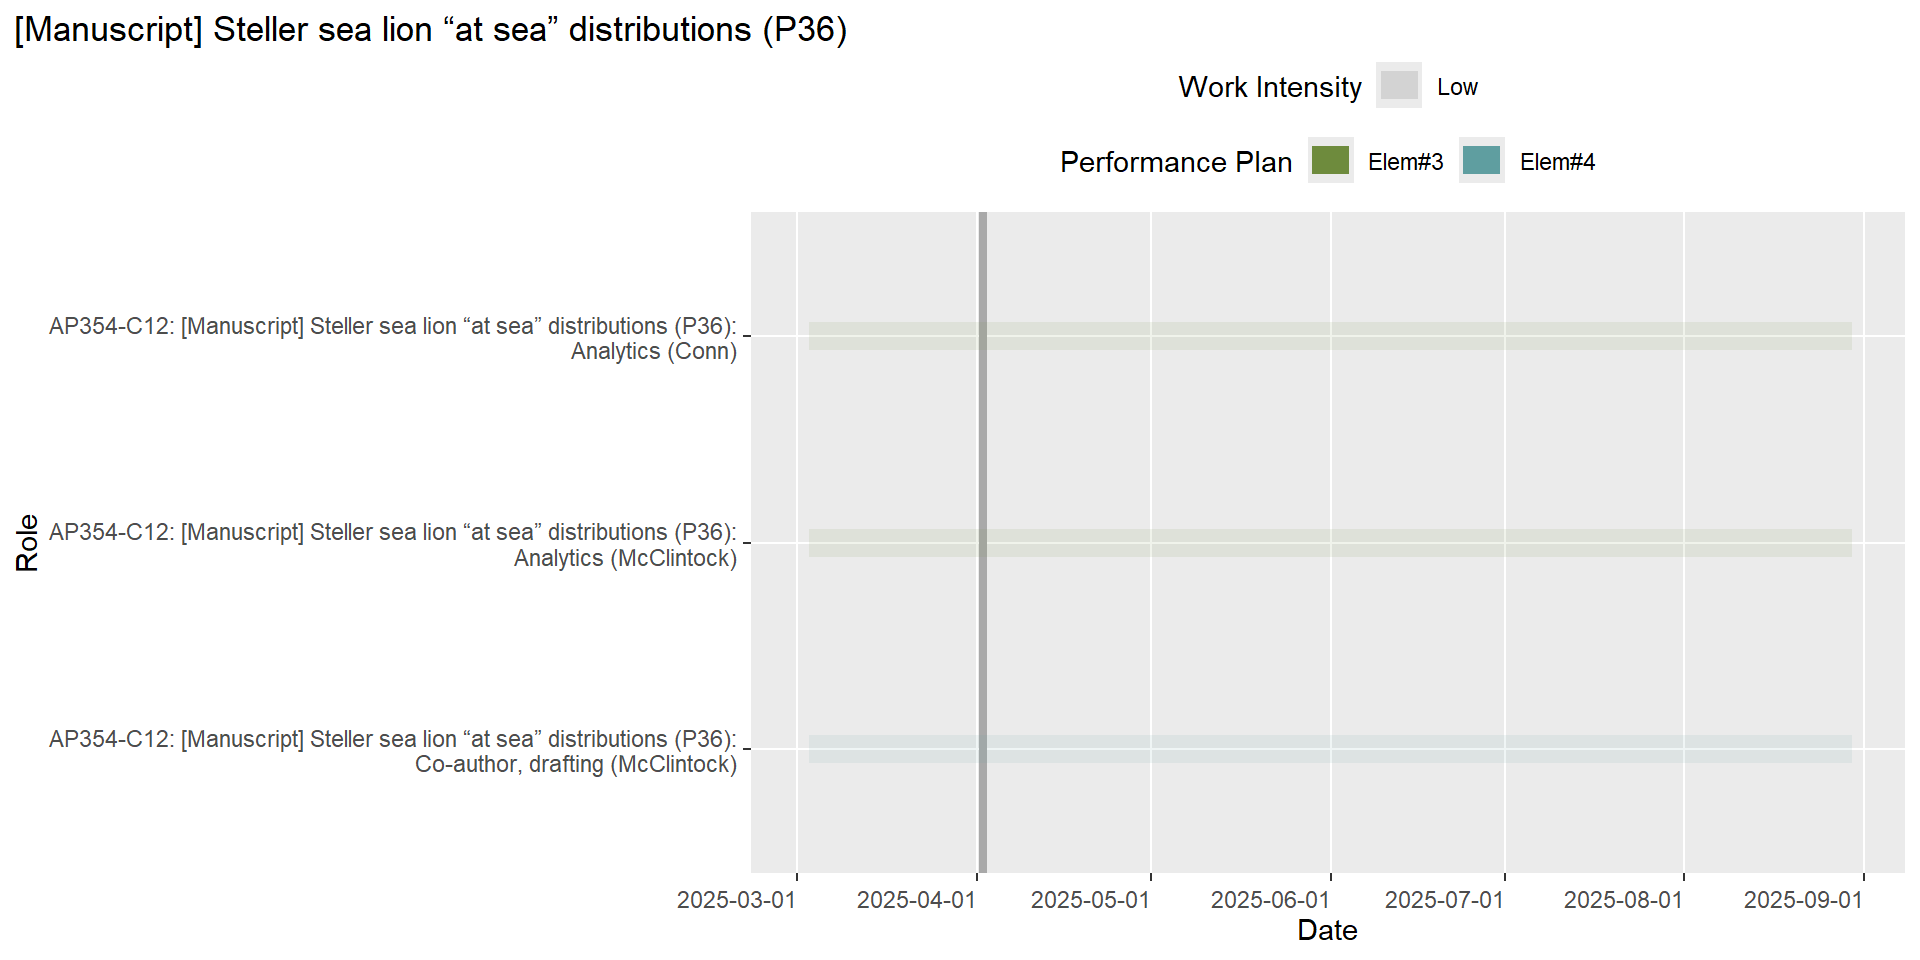 [Manuscript] Steller sea lion “at sea” distributions (P36)
Work Intensity Low
Performance Plan Elem#3 Elem#4
AP354-C12: [Manuscript] Steller sea lion “at sea” distributions (P36):
Analytics (Conn)
AP354-C12: [Manuscript] Steller sea lion “at sea” distributions (P36):
Analytics (McClintock)
AP354-C12: [Manuscript] Steller sea lion “at sea” distributions (P36):
Co-author, drafting (McClintock)
Role
2025-03-01 2025-04-01 2025-05-01 2025-06-01 2025-07-01 2025-08-01 2025-09-01
Date